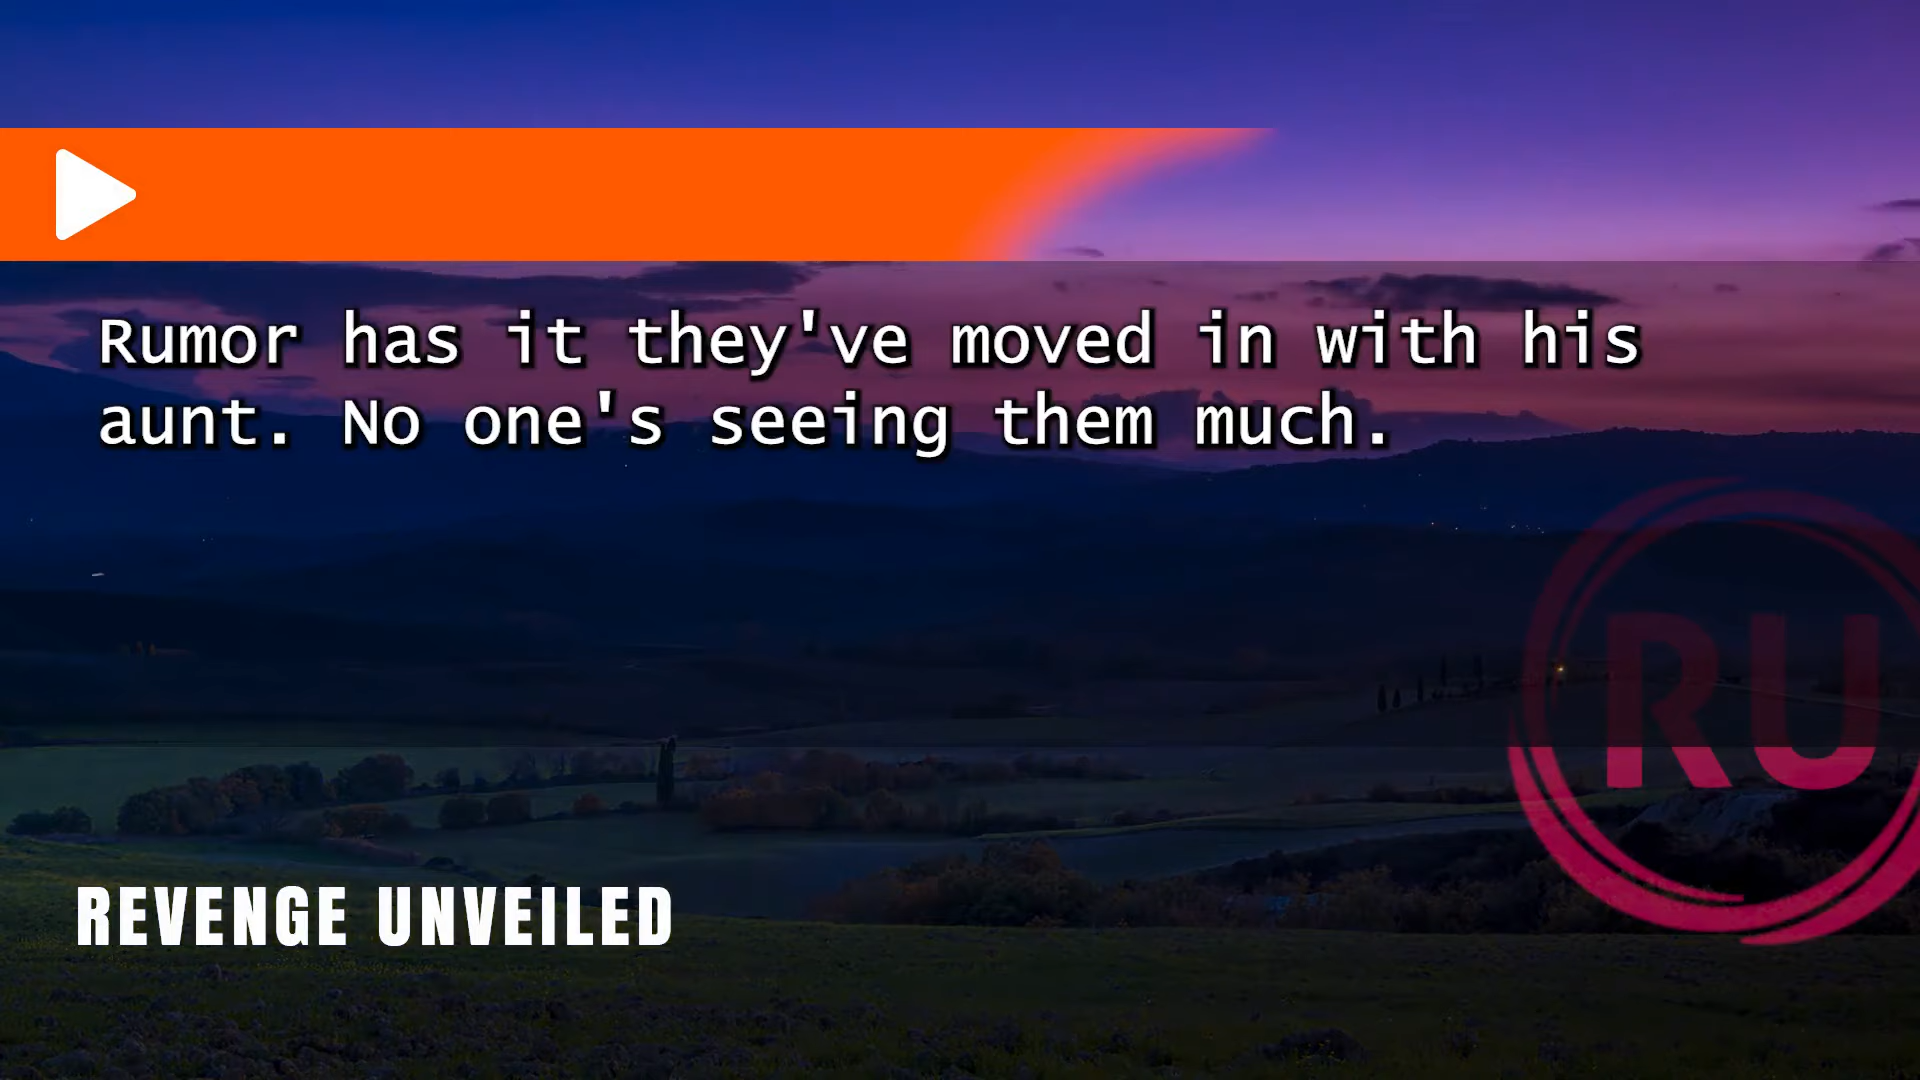 Rumor has it they've moved in with his
aunt. No one's seeing them much.
RU
REVENGE UNVEILED